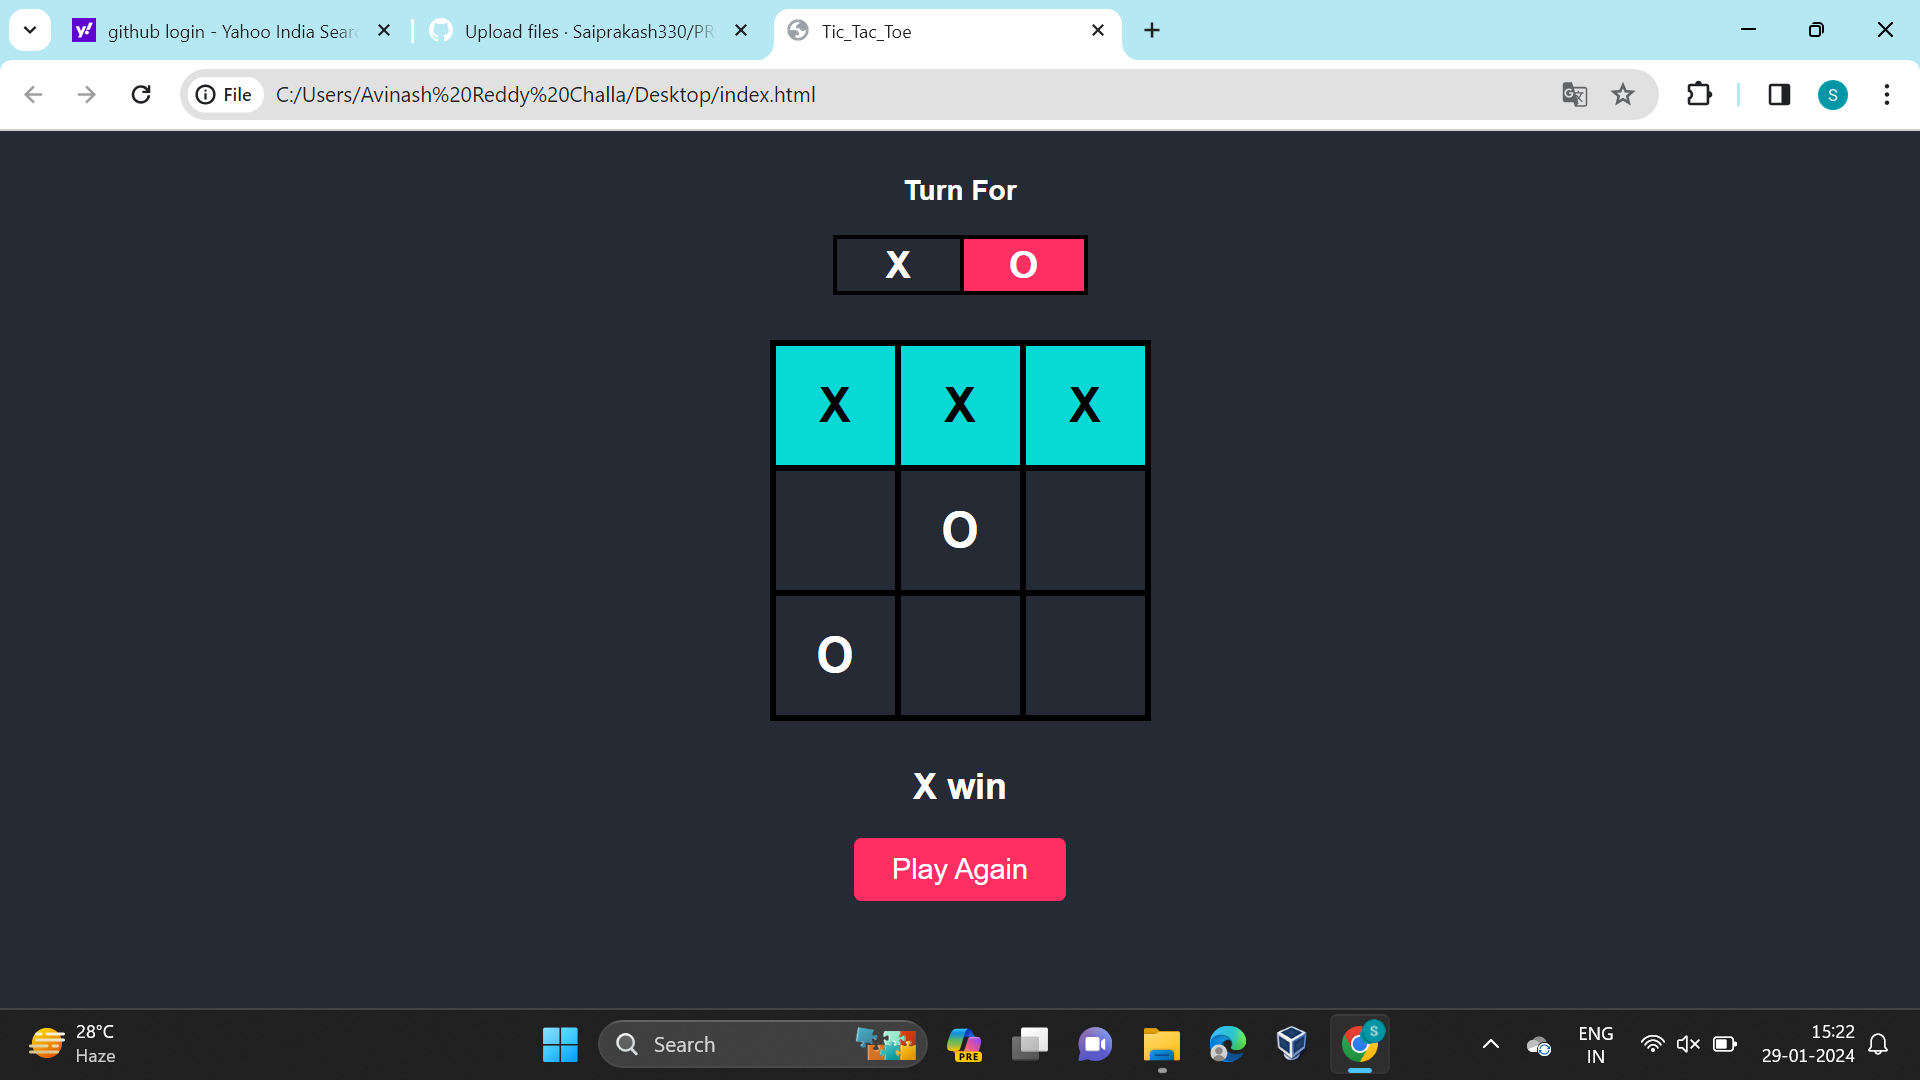 github login - Yahoo India Sear
Upload files · Saiprakash330/PR
Tic_Tac_Toe
File
C:/Users/Avinash%20Reddy%20Challa/Desktop/index.html
S
Turn For
X O
X X X
O
O
X win
Play Again
28°C
Haze
Search
PRE
S
ENG
IN
15:22
29-01-2024